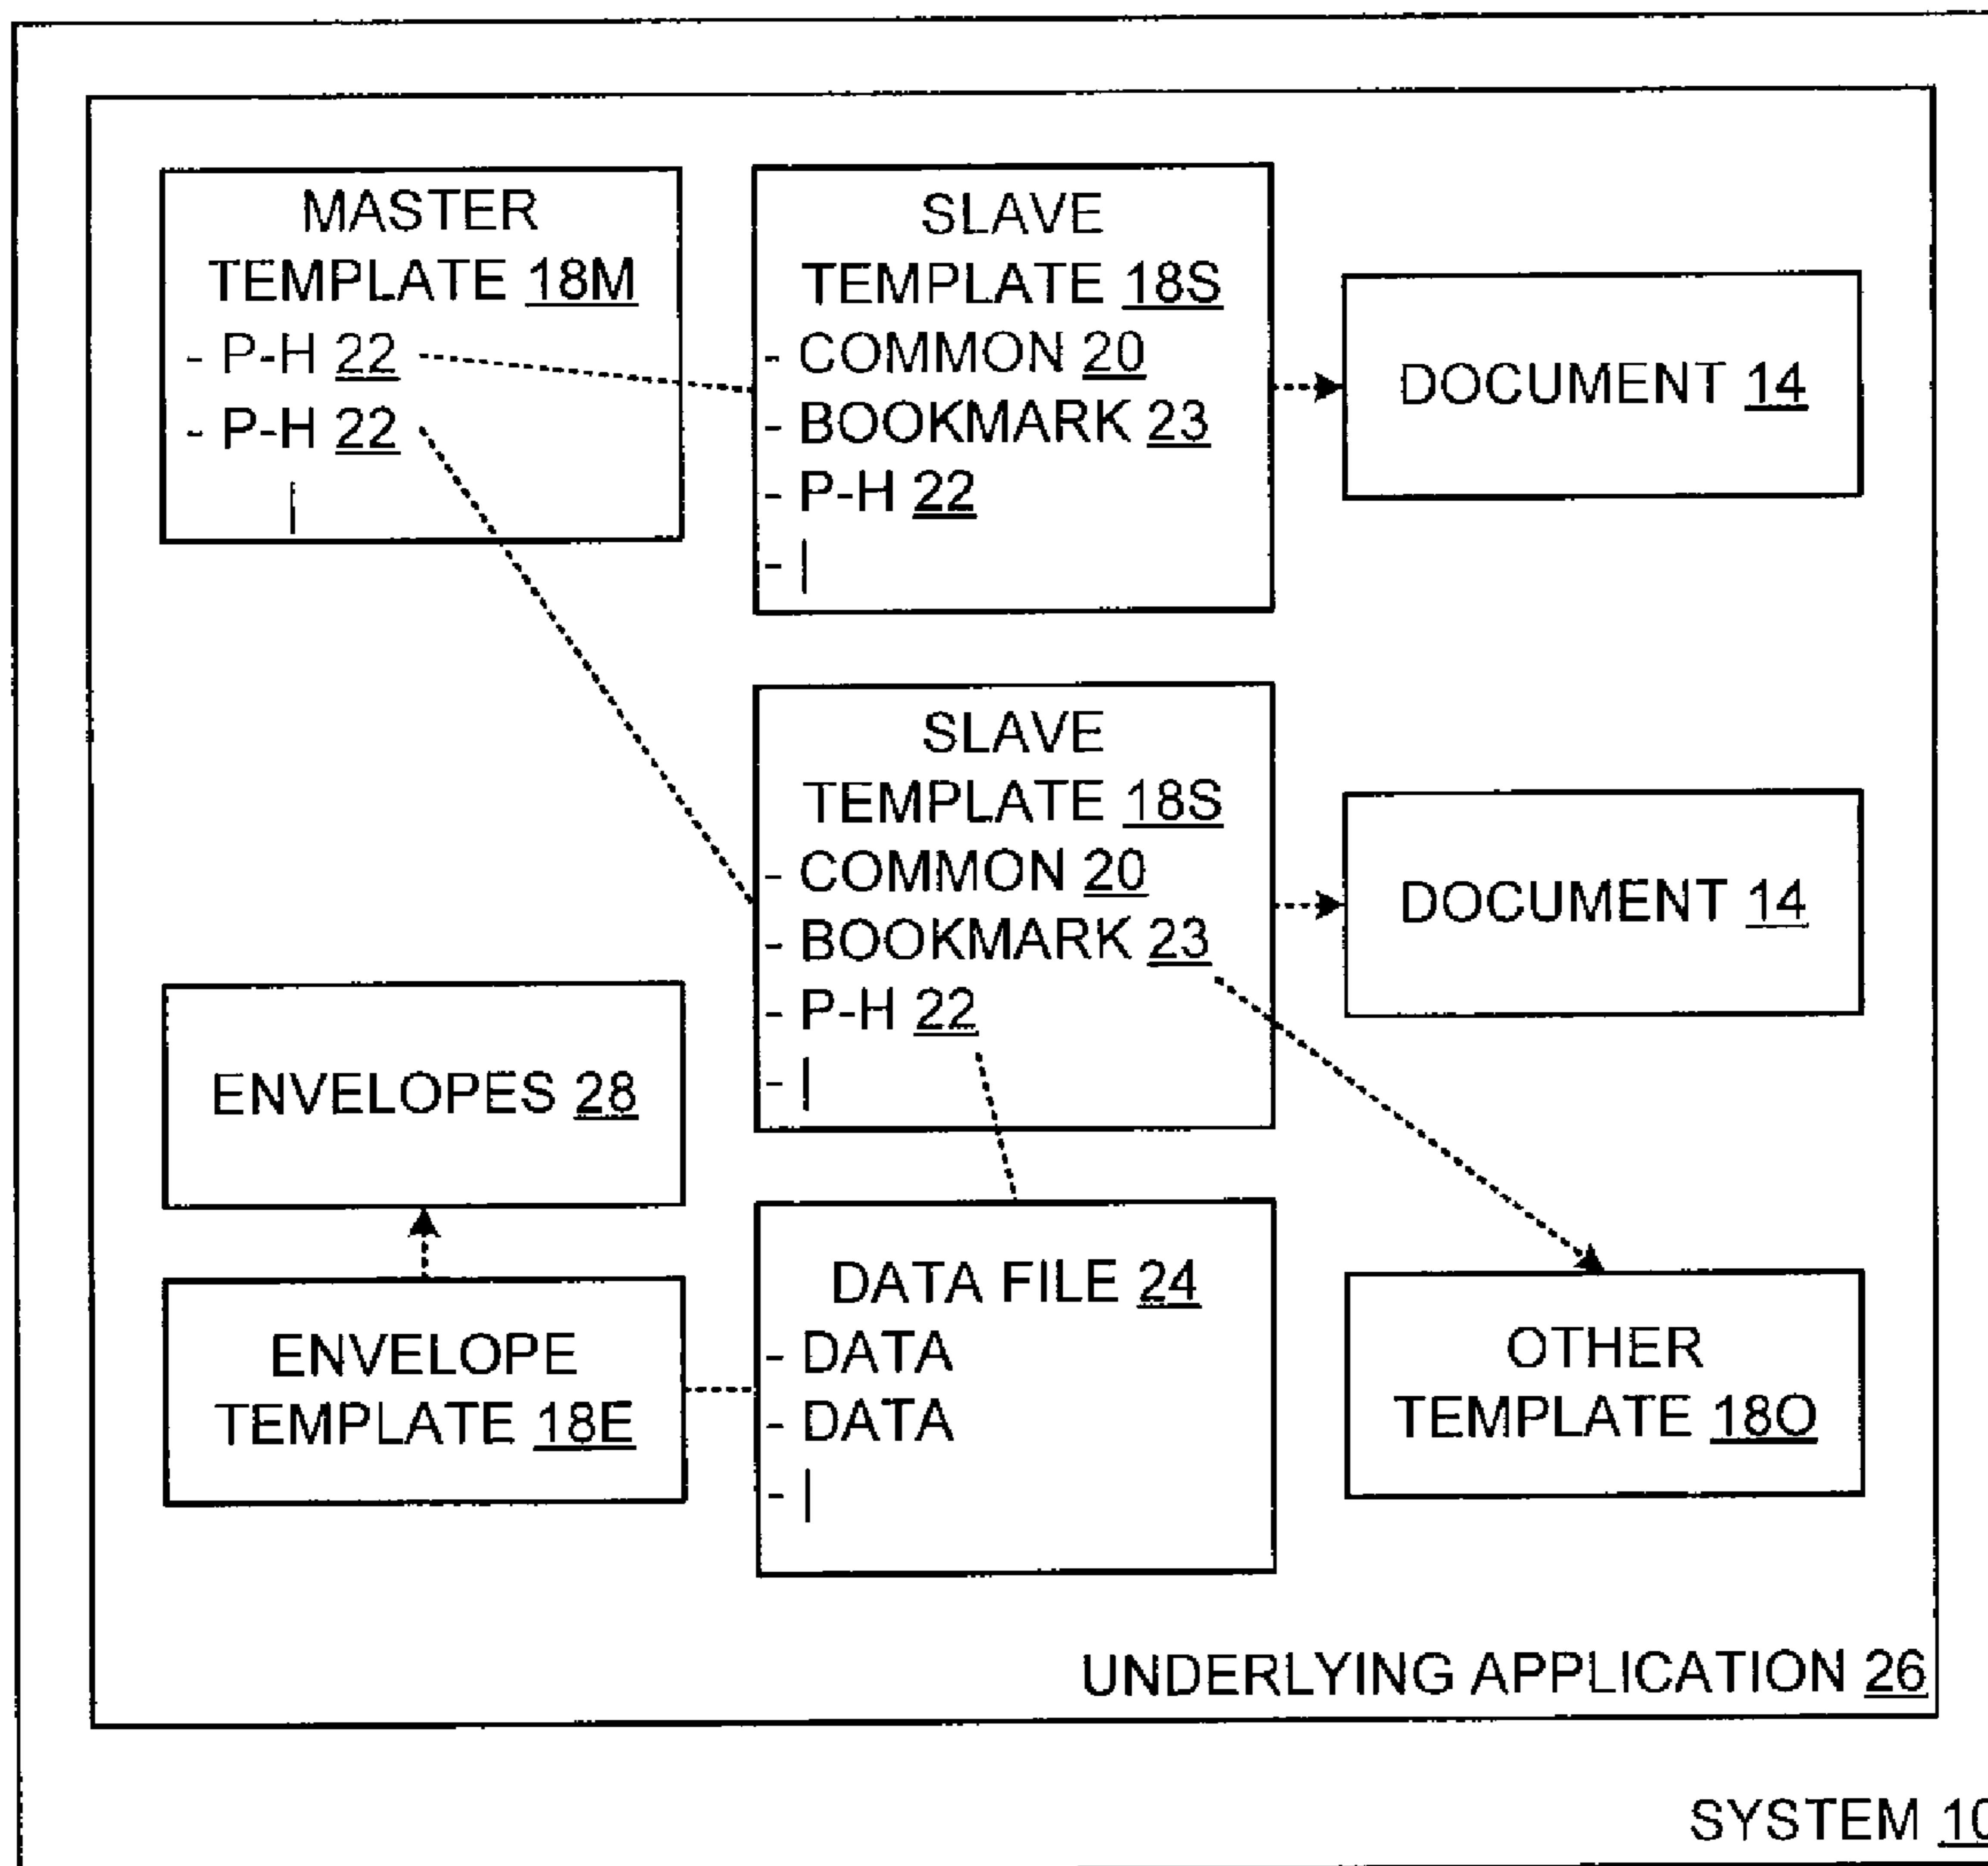 MASTER
TEMPLATE 18M
- P-H 22
- P-H 22
|
SLAVE
TEMPLATE 18S
- COMMON 20
- BOOKMARK 23
- P-H 22
- |
DOCUMENT 14
SLAVE
TEMPLATE 18S
- COMMON 20
- BOOKMARK 23
- P-H 22
- |
DOCUMENT 14
ENVELOPES 28
ENVELOPE
TEMPLATE 18E
DATA FILE 24
- DATA
- DATA
- |
OTHER
TEMPLATE 18O
UNDERLYING APPLICATION 26
SYSTEM 10